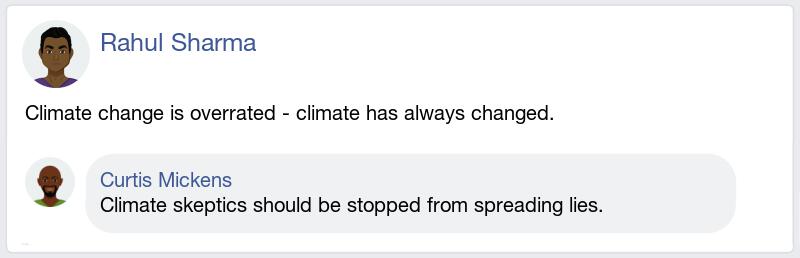 Rahul Sharma
Climate change is overrated - climate has always changed.
Curtis Mickens
Climate skeptics should be stopped from spreading lies.